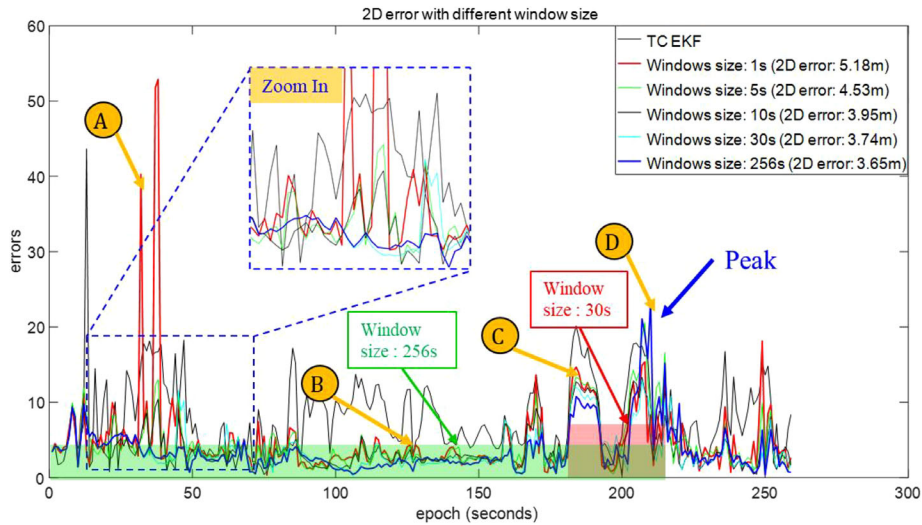 2D error with different window size
60
50
40
30
20
10
0
errors
0
50
100
150
200
250
300
epoch (seconds)
TC EKF
Windows size: 1s (2D error: 5.18m)
Windows size: 5s (2D error: 4.53m)
Windows size: 10s (2D error: 3.95m)
Windows size: 30s (2D error: 3.74m)
Windows size: 256s (2D error: 3.65m)
Zoom In
A
B
C
D
Peak
Window
size : 256s
Window
size : 30s